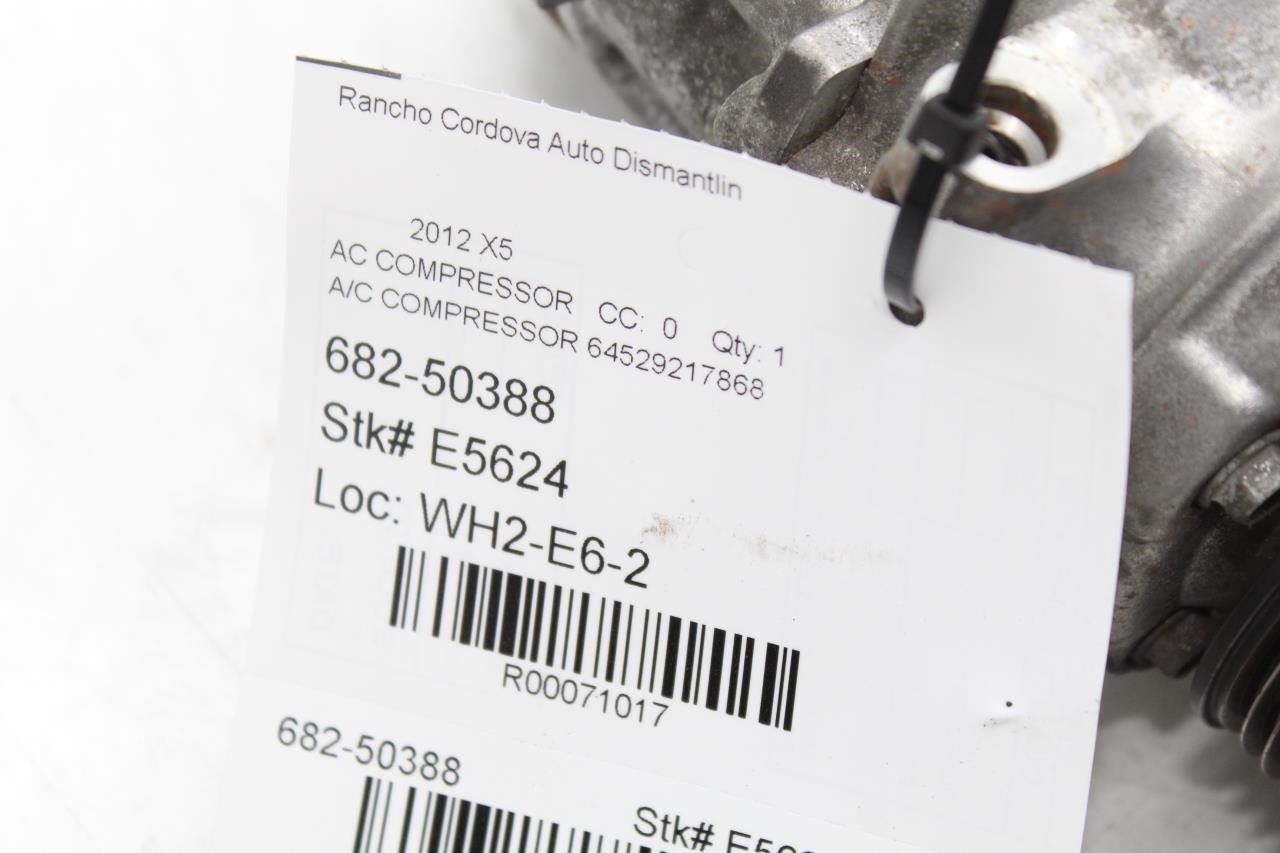 Rancho Cordova Auto Dismantlin
2012 X5
AC COMPRESSOR CC: 0 Qty: 1
A/C COMPRESSOR 64529217868
682-50388
Stk# E5624
Loc: WH2-E6-2
R00071017
682-50388
Stk#